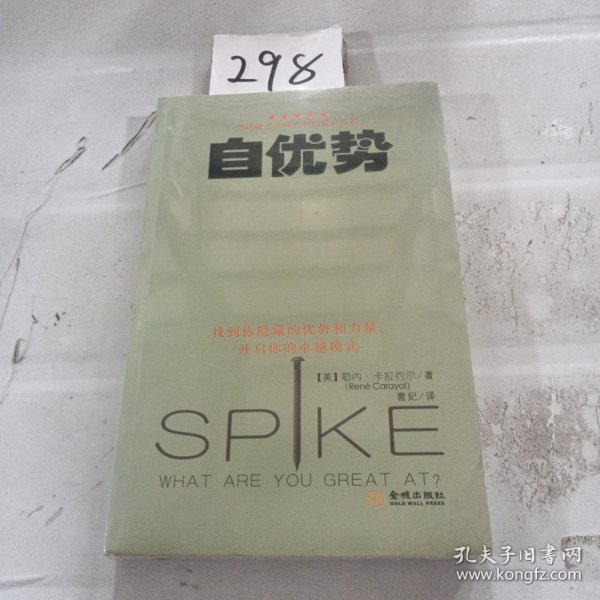 298
自优势
找到你隐藏的优势和力量
开启你的卓越模式
【英】勒内·卡拉约尔／著
(René Carayol)
曹妃／译
SPIKE
WHAT ARE YOU GREAT AT?
金城出版社
GOLD WALL PRESS
孔夫子旧书网
www.kongfz.com